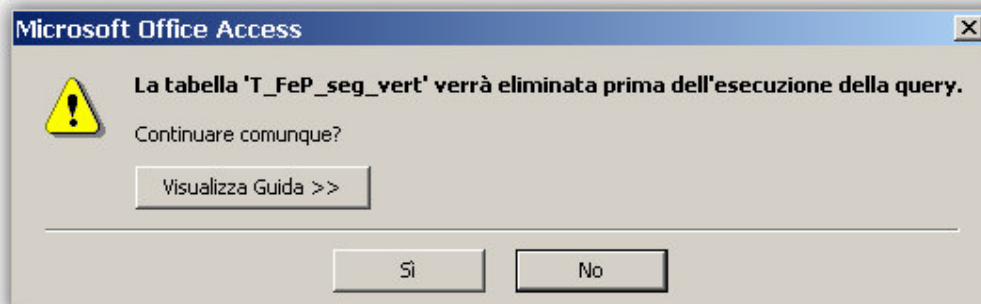 Microsoft Office Access
La tabella 'T_FeP_seg_vert' verrà eliminata prima dell'esecuzione della query.
Continuare comunque?
Visualizza Guida >>
Sì
No